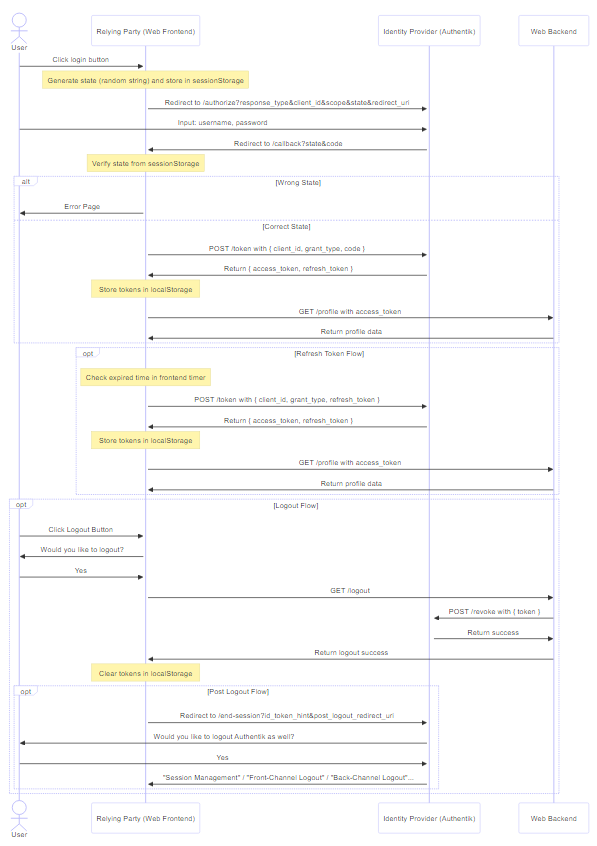 User
Relying Party (Web Frontend)
Identity Provider (Authentik)
Web Backend
Click login button
Generate state (random string) and store in sessionStorage
Redirect to /authorize?response_type&client_id&scope&state&redirect_uri
Input: username, password
Redirect to /callback?state&code
Verify state from sessionStorage
alt
[Wrong State]
Error Page
[Correct State]
POST /token with { client_id, grant_type, code }
Return { access_token, refresh_token }
Store tokens in localStorage
GET /profile with access_token
Return profile data
opt
[Refresh Token Flow]
Check expired time in frontend timer
POST /token with { client_id, grant_type, refresh_token }
Return { access_token, refresh_token }
Store tokens in localStorage
GET /profile with access_token
Return profile data
opt
[Logout Flow]
Click Logout Button
Would you like to logout?
Yes
GET /logout
POST /revoke with { token }
Return success
Return logout success
Clear tokens in localStorage
opt
[Post Logout Flow]
Redirect to /end-session?id_token_hint&post_logout_redirect_uri
Would you like to logout Authentik as well?
Yes
"Session Management" / "Front-Channel Logout" / "Back-Channel Logout"...
User
Relying Party (Web Frontend)
Identity Provider (Authentik)
Web Backend